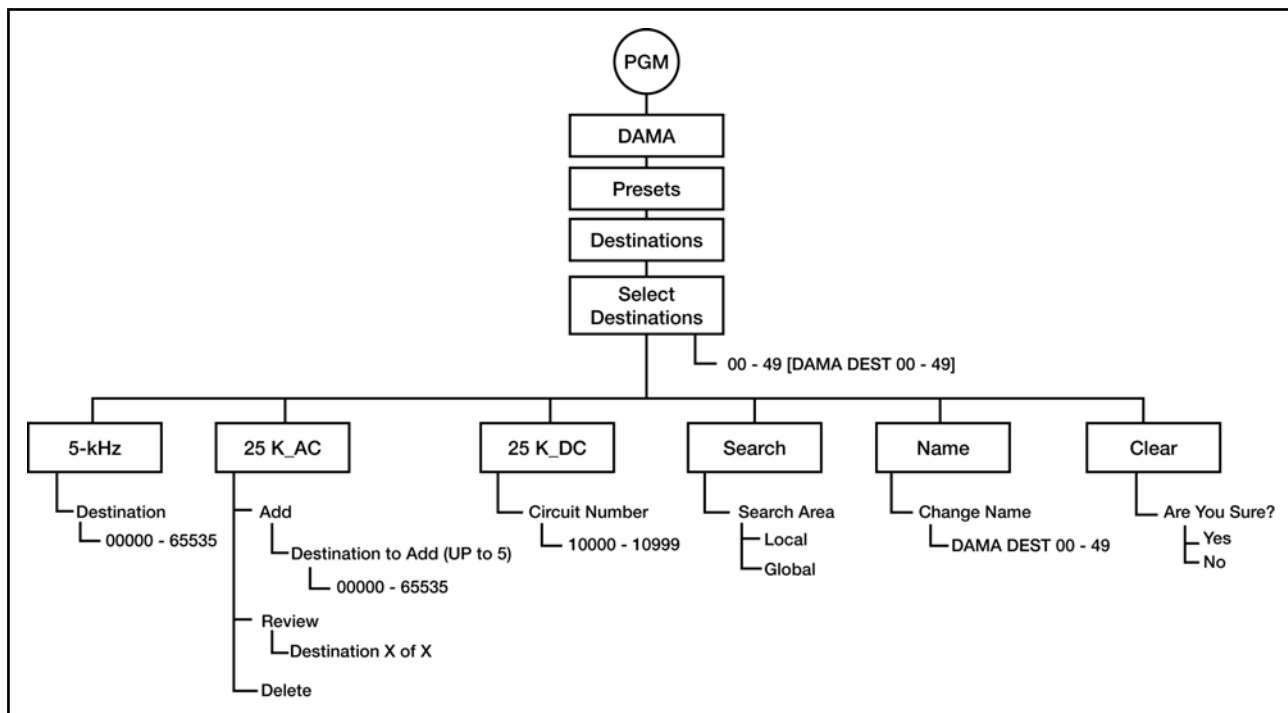 PGM
DAMA
Presets
Destinations
Select
Destinations
00 - 49 [DAMA DEST 00 - 49]
5-kHz
Destination
00000 - 65535
25 K_AC
Add
Destination to Add (UP to 5)
00000 - 65535
Review
Destination X of X
Delete
25 K_DC
Circuit Number
10000 - 10999
Search
Search Area
Local
Global
Name
Change Name
DAMA DEST 00 - 49
Clear
Are You Sure?
Yes
No